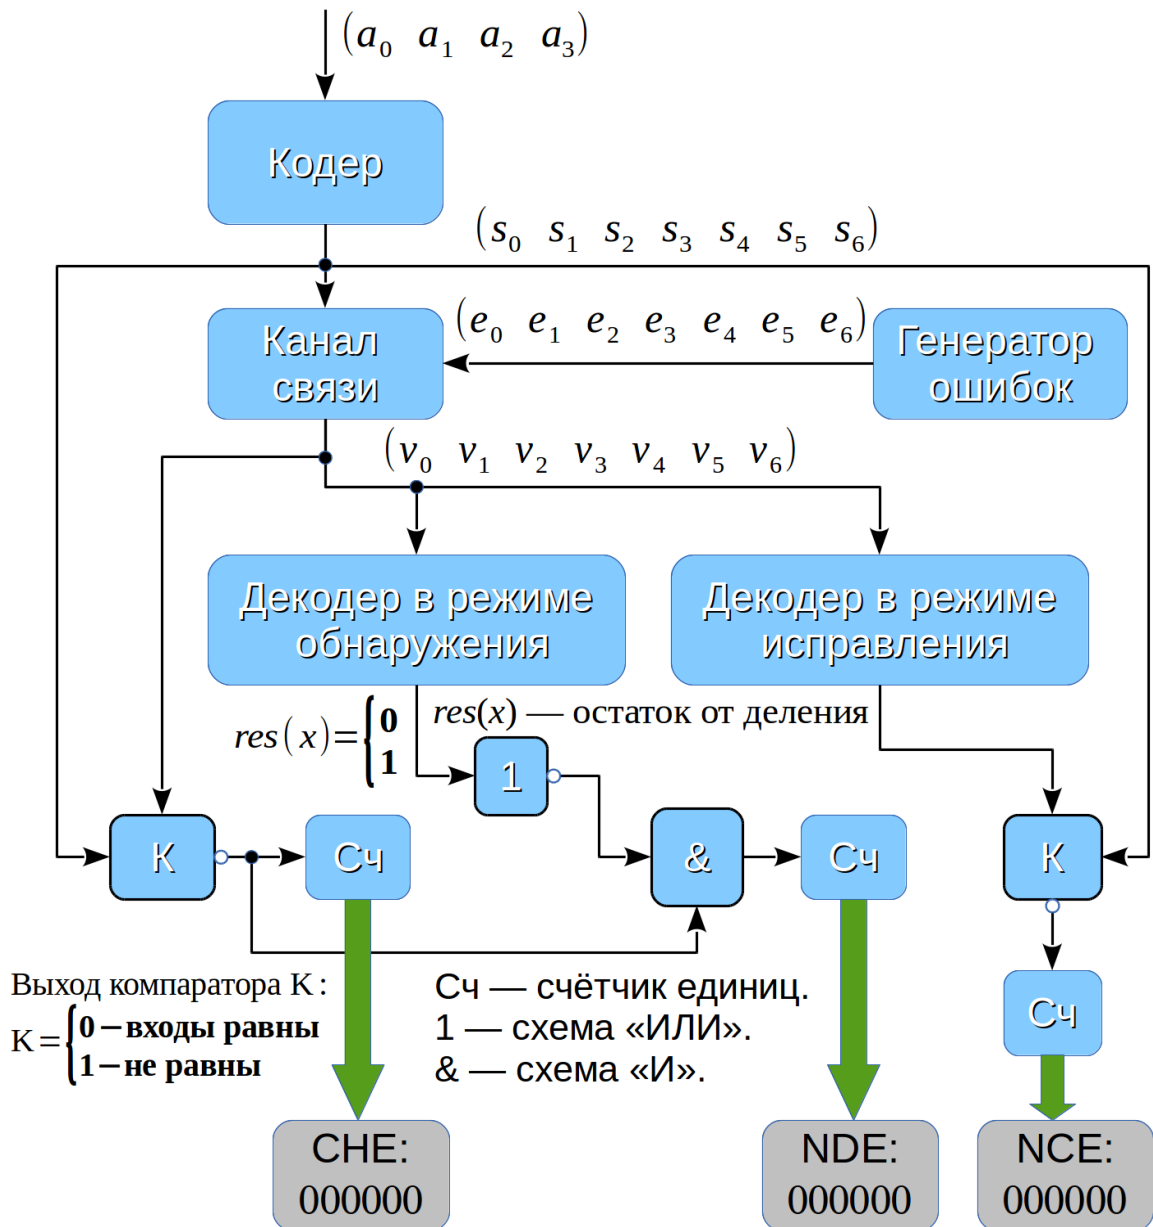 (a₀ a₁ a₂ a₃)
Кодер
(s₀ s₁ s₂ s₃ s₄ s₅ s₆)
(e₀ e₁ e₂ e₃ e₄ e₅ e₆)
Канал
связи
Генератор
ошибок
(v₀ v₁ v₂ v₃ v₄ v₅ v₆)
Декодер в режиме
обнаружения
Декодер в режиме
исправления
res(x)={0
1
res(x) — остаток от деления
1
К
Сч
&
Сч
К
Выход компаратора К:
К={0 – входы равны
1 – не равны
Сч — счётчик единиц.
1 — схема «ИЛИ».
& — схема «И».
Сч
CHE:
000000
NDE:
000000
NCE:
000000